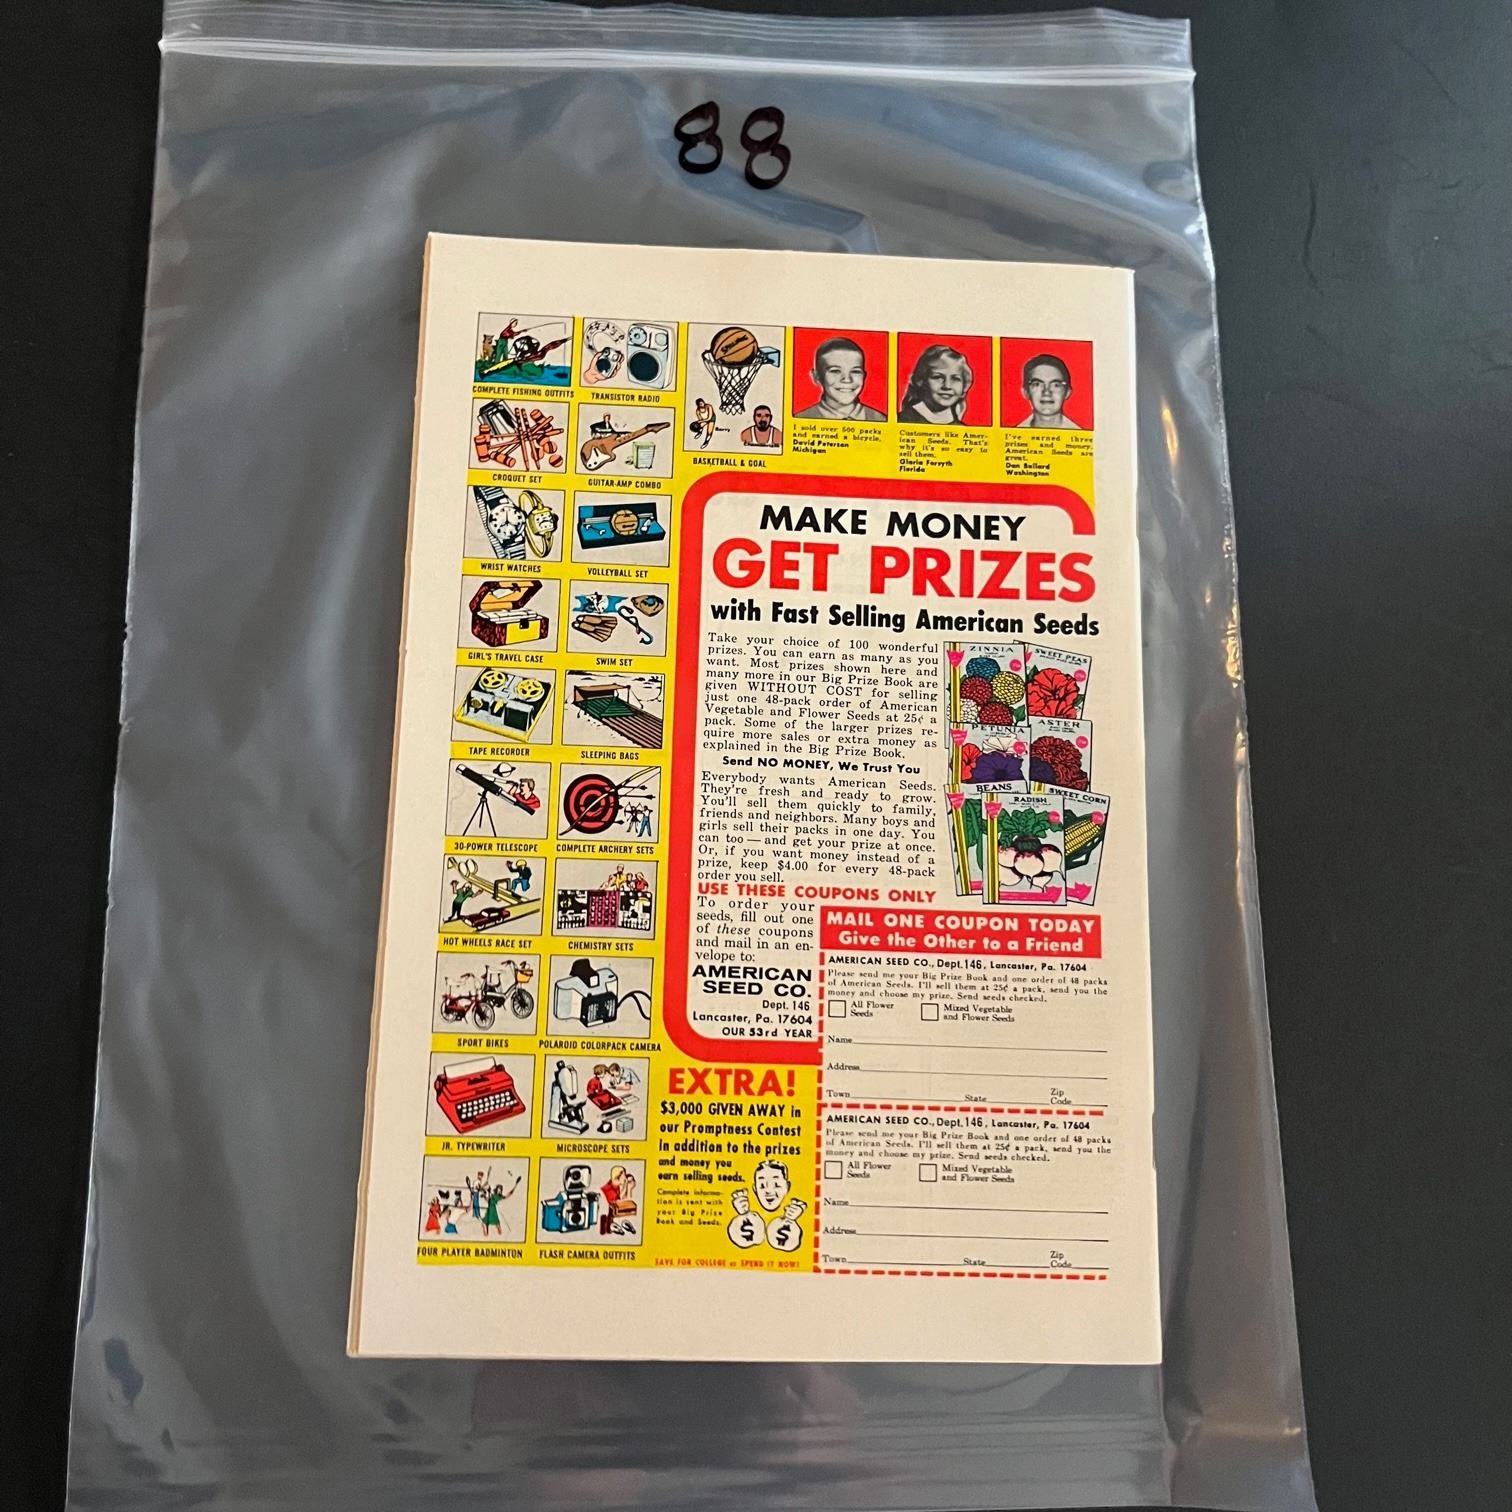 88
COMPLETE FISHING OUTFITS
TRANSISTOR RADIO
CROQUET SET
GUITAR-AMP COMBO
BASKETBALL & GOAL
WRIST WATCHES
VOLLEYBALL SET
GIRL'S TRAVEL CASE
SWIM SET
TAPE RECORDER
SLEEPING BAGS
30-POWER TELESCOPE
COMPLETE ARCHERY SETS
HOT WHEELS RACE SET
CHEMISTRY SETS
SPORT BIKES
POLAROID COLORPACK CAMERA
JR. TYPEWRITER
MICROSCOPE SETS
FOUR PLAYER BADMINTON
FLASH CAMERA OUTFITS
I sold over 500 packs
and earned a bicycle.
David Peterson
Michigan
Customers like Amer-
ican Seeds. That's
why it's so easy to
sell them.
Gloria Forsyth
Florida
I've earned three
prizes and money.
American Seeds are
great.
Dan Bullard
Washington
MAKE MONEY
GET PRIZES
with Fast Selling American Seeds
Take your choice of 100 wonderful
prizes. You can earn as many as you
want. Most prizes shown here and
many more in our Big Prize Book are
given WITHOUT COST for selling
just one 48-pack order of American
Vegetable and Flower Seeds at 25¢ a
pack. Some of the larger prizes re-
quire more sales or extra money as
explained in the Big Prize Book.
Send NO MONEY, We Trust You
Everybody wants American Seeds.
They're fresh and ready to grow.
You'll sell them quickly to family,
friends and neighbors. Many boys and
girls sell their packs in one day. You
can too — and get your prize at once.
Or, if you want money instead of a
prize, keep $4.00 for every 48-pack
order you sell.
ZINNIA
SWEET PEAS
PETUNIA
ASTER
BEANS
RADISH
SWEET CORN
USE THESE COUPONS ONLY
To order your
seeds, fill out one
of these coupons
and mail in an en-
velope to:
AMERICAN
SEED CO.
Dept. 146
Lancaster, Pa. 17604
OUR 53rd YEAR
MAIL ONE COUPON TODAY
Give the Other to a Friend
AMERICAN SEED CO., Dept. 146, Lancaster, Pa. 17604
Please send me your Big Prize Book and one order of 48 packs
of American Seeds. I'll sell them at 25¢ a pack, send you the
money and choose my prize. Send seeds checked.
All Flower
Seeds
Mixed Vegetable
and Flower Seeds
Name
Address
Town State Zip
Code
AMERICAN SEED CO., Dept. 146, Lancaster, Pa. 17604
Please send me your Big Prize Book and one order of 48 packs
of American Seeds. I'll sell them at 25¢ a pack, send you the
money and choose my prize. Send seeds checked.
All Flower
Seeds
Mixed Vegetable
and Flower Seeds
Name
Address
Town State Zip
Code
EXTRA!
$3,000 GIVEN AWAY in
our Promptness Contest
in addition to the prizes
and money you
earn selling seeds.
Complete informa-
tion is sent with
your Big Prize
Book and Seeds.
$ $
SAVE FOR COLLEGE or SPEND IT NOW!